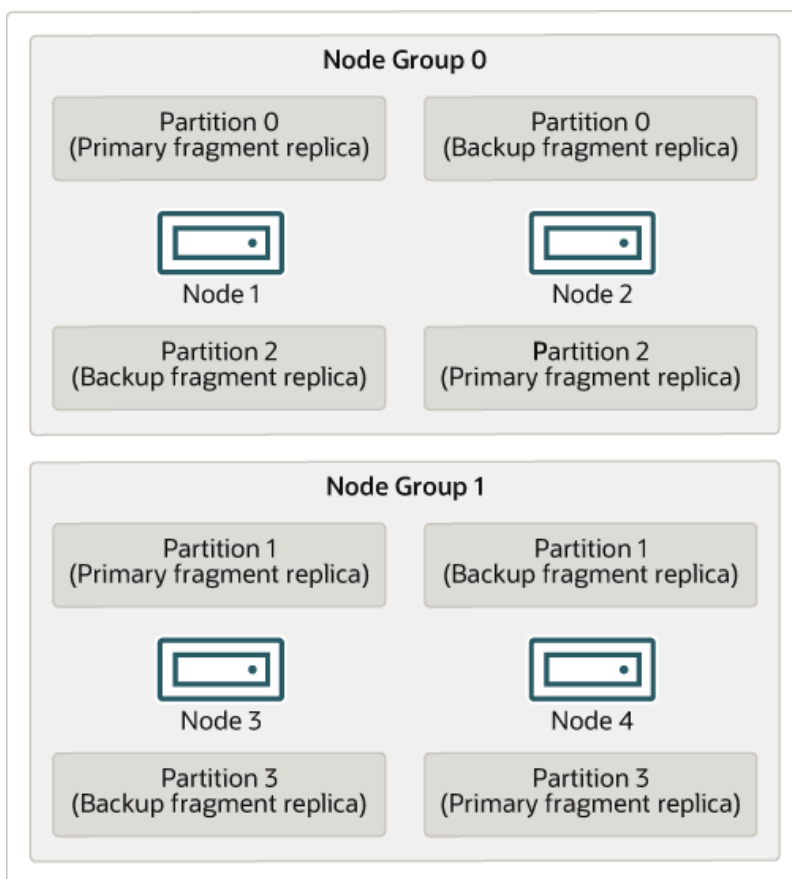 Node Group 0
Partition 0
(Primary fragment replica)
Partition 0
(Backup fragment replica)
Node 1
Node 2
Partition 2
(Backup fragment replica)
Partition 2
(Primary fragment replica)
Node Group 1
Partition 1
(Primary fragment replica)
Partition 1
(Backup fragment replica)
Node 3
Node 4
Partition 3
(Backup fragment replica)
Partition 3
(Primary fragment replica)